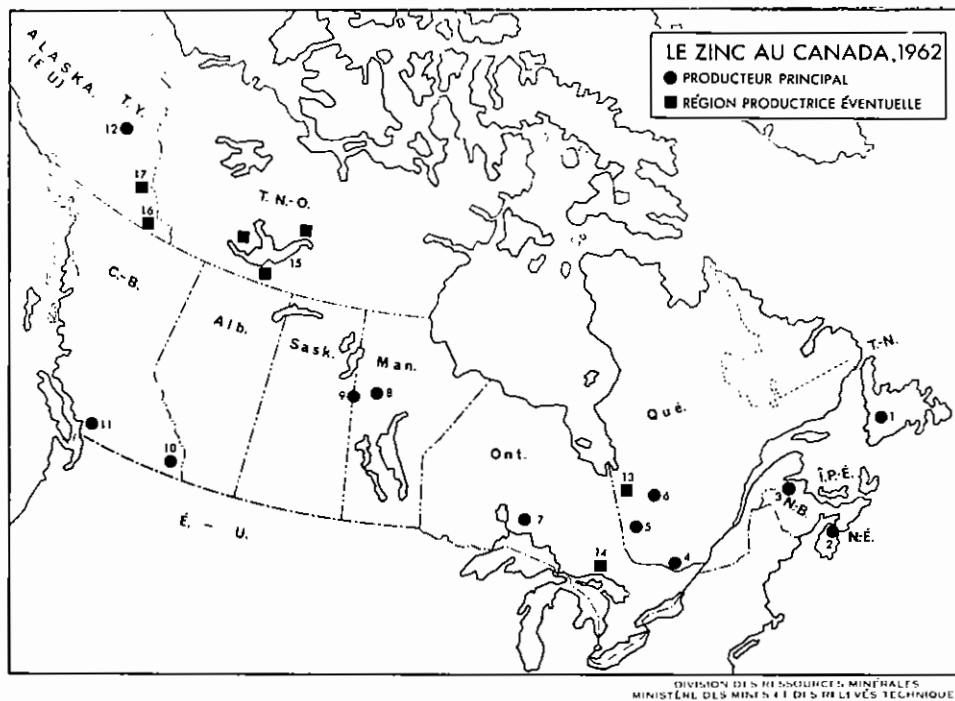 LE ZINC AU CANADA, 1962
● PRODUCTEUR PRINCIPAL
■ RÉGION PRODUCTRICE ÉVENTUELLE
ALASKA.
(E U)
T. Y.
12
17
16
T. N.-O.
15
C.-B.
Alb.
Sask.
Man.
9
8
11
10
É. - U.
Ont.
7
Qué.
13
6
5
14
4
T.-N.
1
Î.P.-É.
3
N.-B.
N.-É.
2
DIVISION DES RESSOURCES MINÉRALES
MINISTÈRE DES MINES ET DES RELEVÉS TECHNIQUE